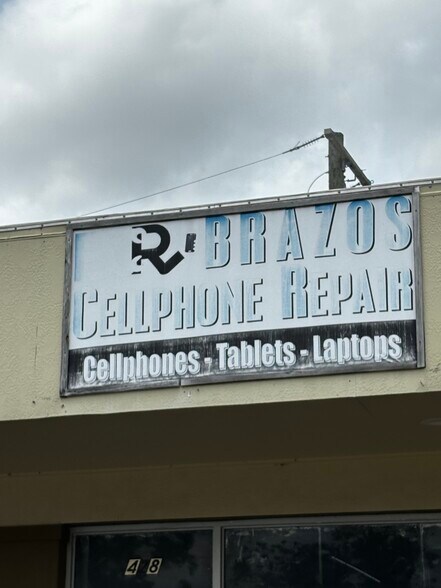 BRAZOS
CELLPHONE REPAIR
Cellphones - Tablets - Laptops
48